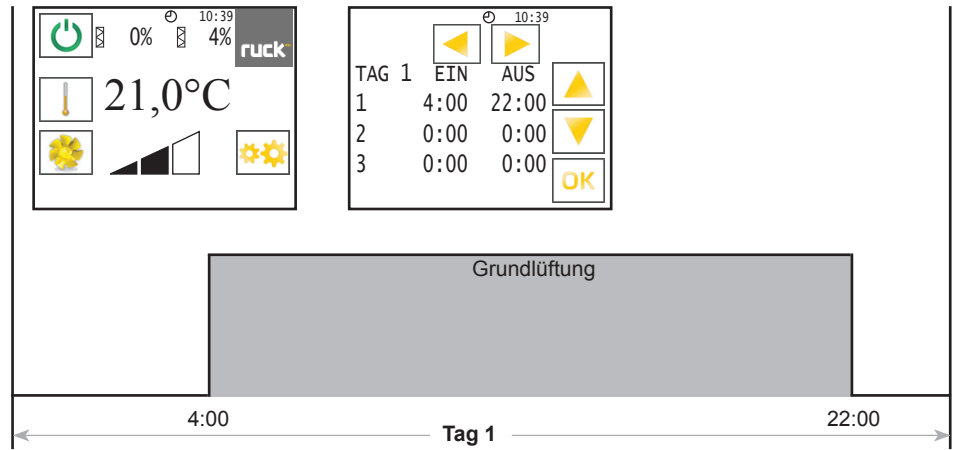 10:39
0% 4%
ruck
21,0°C
10:39
TAG 1 EIN AUS
1 4:00 22:00
2 0:00 0:00
3 0:00 0:00
OK
Grundlüftung
4:00 22:00
Tag 1